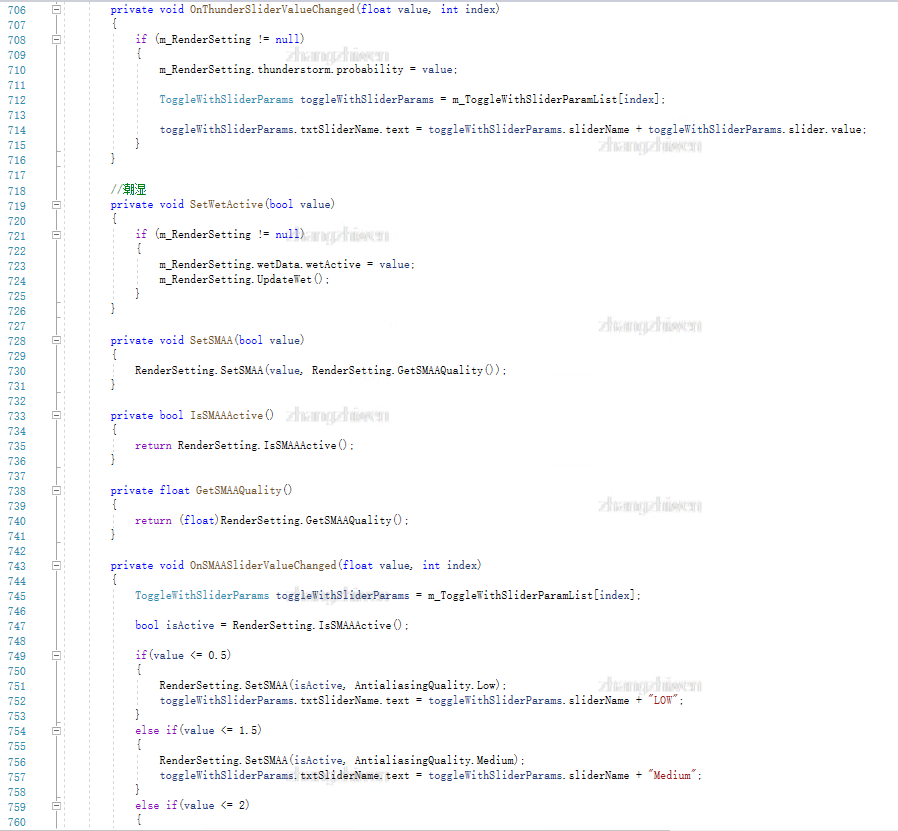 706 private void OnThunderSliderValueChanged(float value, int index)
707 {
708 if (m_RenderSetting != null)
709 {
710 m_RenderSetting.thunderstorm.probability = value;
711
712 ToggleWithSliderParams toggleWithSliderParams = m_ToggleWithSliderParamList[index];
713
714 toggleWithSliderParams.txtSliderName.text = toggleWithSliderParams.sliderName + toggleWithSliderParams.slider.value;
715 }
716 }
717
718 //潮湿
719 private void SetWetActive(bool value)
720 {
721 if (m_RenderSetting != null)
722 {
723 m_RenderSetting.wetData.wetActive = value;
724 m_RenderSetting.UpdateWet();
725 }
726 }
727
728 private void SetSMAA(bool value)
729 {
730 RenderSetting.SetSMAA(value, RenderSetting.GetSMAAQuality());
731 }
732
733 private bool IsSMAAActive()
734 {
735 return RenderSetting.IsSMAAActive();
736 }
737
738 private float GetSMAAQuality()
739 {
740 return (float)RenderSetting.GetSMAAQuality();
741 }
742
743 private void OnSMAASliderValueChanged(float value, int index)
744 {
745 ToggleWithSliderParams toggleWithSliderParams = m_ToggleWithSliderParamList[index];
746
747 bool isActive = RenderSetting.IsSMAAActive();
748
749 if(value <= 0.5)
750 {
751 RenderSetting.SetSMAA(isActive, AntialiasingQuality.Low);
752 toggleWithSliderParams.txtSliderName.text = toggleWithSliderParams.sliderName + "LOW";
753 }
754 else if(value <= 1.5)
755 {
756 RenderSetting.SetSMAA(isActive, AntialiasingQuality.Medium);
757 toggleWithSliderParams.txtSliderName.text = toggleWithSliderParams.sliderName + "Medium";
758 }
759 else if(value <= 2)
760 {
zhangzhiwen
zhangzhiwen
zhangzhiwen
zhangzhiwen
zhangzhiwen
zhangzhiwen
zhangzhiwen